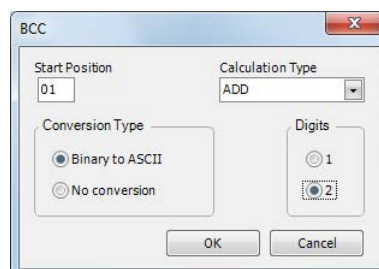 BCC
Start Position
Calculation Type
01
ADD
Conversion Type
Digits
Binary to ASCII
1
No conversion
2
OK
Cancel